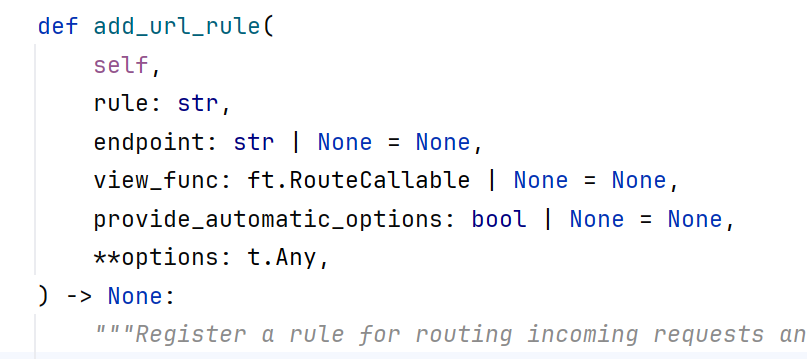 def add_url_rule(
    self,
    rule: str,
    endpoint: str | None = None,
    view_func: ft.RouteCallable | None = None,
    provide_automatic_options: bool | None = None,
    **options: t.Any,
) -> None:
    """Register a rule for routing incoming requests an